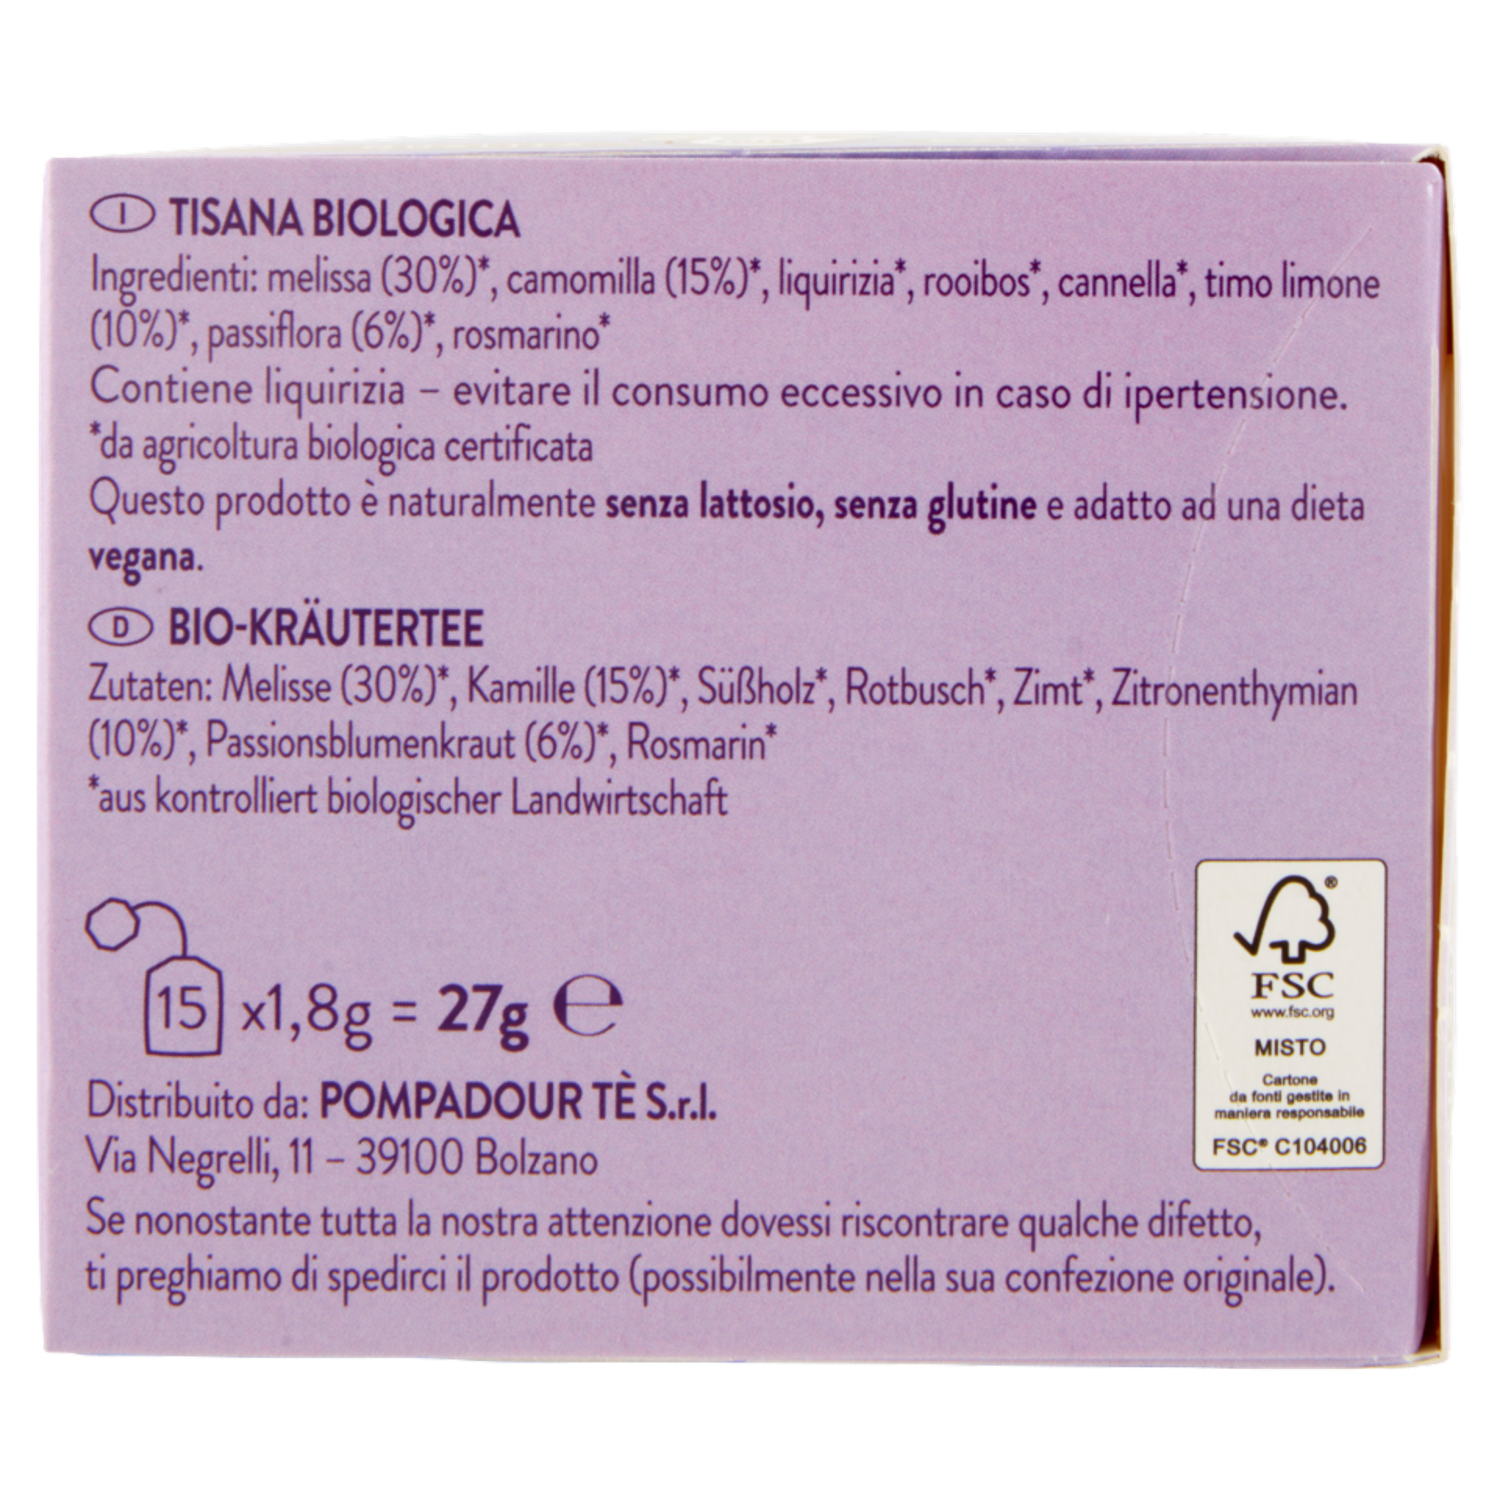 I TISANA BIOLOGICA
Ingredienti: melissa (30%)*, camomilla (15%)*, liquirizia*, rooibos*, cannella*, timo limone
(10%)*, passiflora (6%)*, rosmarino*
Contiene liquirizia – evitare il consumo eccessivo in caso di ipertensione.
*da agricoltura biologica certificata
Questo prodotto è naturalmente senza lattosio, senza glutine e adatto ad una dieta
vegana.
D BIO-KRÄUTERTEE
Zutaten: Melisse (30%)*, Kamille (15%)*, Süßholz*, Rotbusch*, Zimt*, Zitronenthymian
(10%)*, Passionsblumenkraut (6%)*, Rosmarin*
*aus kontrolliert biologischer Landwirtschaft
15 x1,8g = 27g ℮
Distribuito da: POMPADOUR TÈ S.r.l.
Via Negrelli, 11 – 39100 Bolzano
Se nonostante tutta la nostra attenzione dovessi riscontrare qualche difetto,
ti preghiamo di spedirci il prodotto (possibilmente nella sua confezione originale).
®
FSC
www.fsc.org
MISTO
Cartone
da fonti gestite in
maniera responsabile
FSC® C104006